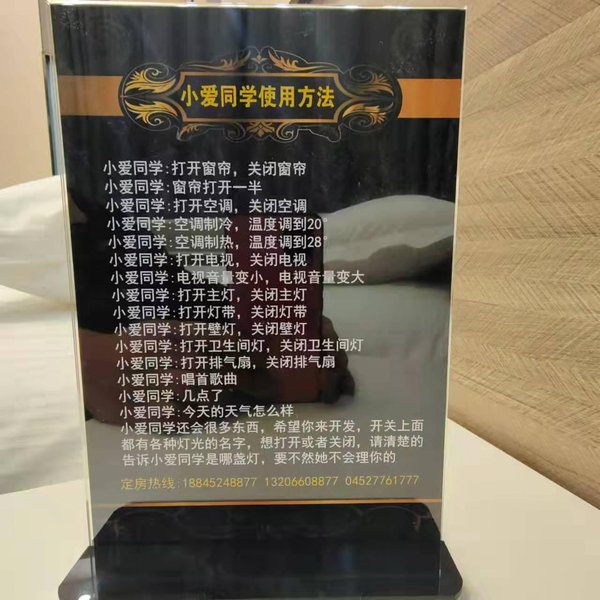 小爱同学使用方法
小爱同学:打开窗帘，关闭窗帘
小爱同学:窗帘打开一半
小爱同学:打开空调，关闭空调
小爱同学:空调制冷，温度调到20°
小爱同学:空调制热，温度调到28°
小爱同学:打开电视，关闭电视
小爱同学:电视音量变小，电视音量变大
小爱同学:打开主灯，关闭主灯
小爱同学:打开灯带，关闭灯带
小爱同学:打开壁灯，关闭壁灯
小爱同学:打开卫生间灯，关闭卫生间灯
小爱同学:打开排气扇，关闭排气扇
小爱同学:唱首歌曲
小爱同学:几点了
小爱同学:今天的天气怎么样
小爱同学还会很多东西，希望你来开发，开关上面
都有各种灯光的名字，想打开或者关闭，请清楚的
告诉小爱同学是哪盏灯，要不然她不会理你的
定房热线:18845248877 13206608877 04527761777